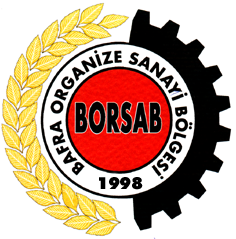 BAFRA ORGANİZE SANAYİ BÖLGESİ
BORSAB
1998